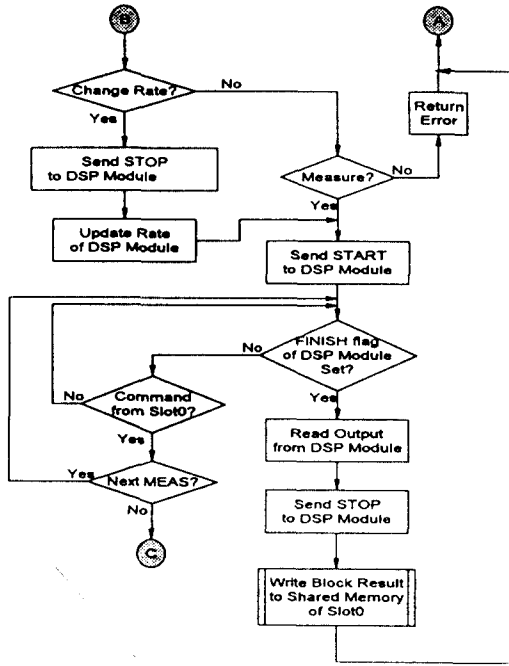 B
A
Change Rate?
No
Yes
Return
Error
Send STOP
to DSP Module
Measure?
No
Yes
Update Rate
of DSP Module
Send START
to DSP Module
FINISH flag
of DSP Module
Set?
No
Yes
Command
from Slot0?
No
Yes
Read Output
from DSP Module
Next MEAS?
Yes
No
Send STOP
to DSP Module
C
Write Block Result
to Shared Memory
of Slot0